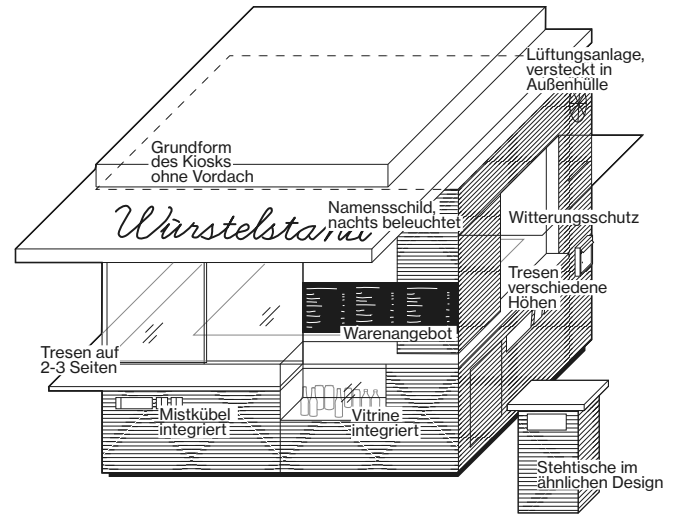 Lüftungsanlage,
versteckt in
Außenhülle
Grundform
des Kiosks
ohne Vordach
Würstelstand
Namensschild,
nachts beleuchtet
Witterungsschutz
Tresen
verschiedene
Höhen
Warenangebot
Tresen auf
2-3 Seiten
Mistkübel
integriert
Vitrine
integriert
Stehtische im
ähnlichen Design